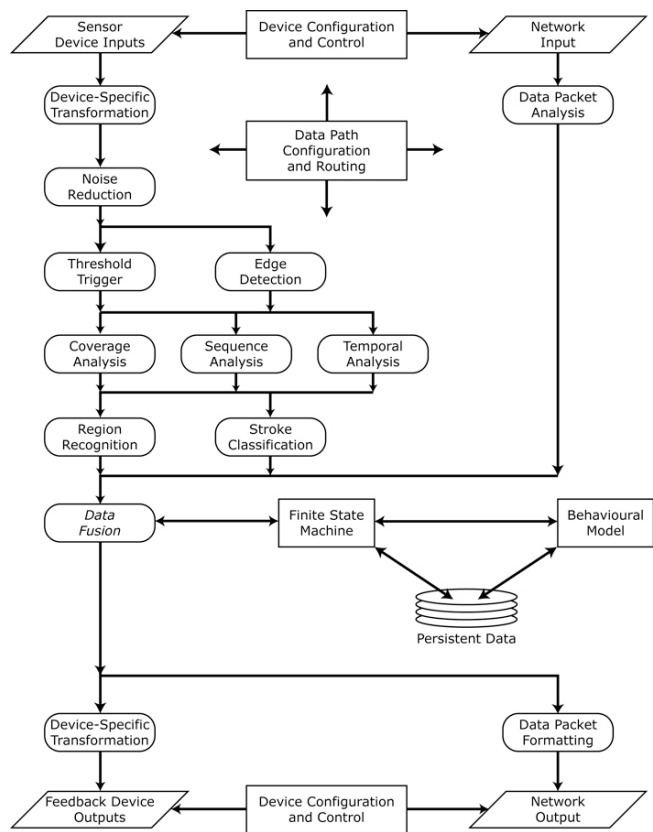 Sensor
Device Inputs
Device Configuration
and Control
Network
Input
Device-Specific
Transformation
Data Packet
Analysis
Data Path
Configuration
and Routing
Noise
Reduction
Threshold
Trigger
Edge
Detection
Coverage
Analysis
Sequence
Analysis
Temporal
Analysis
Region
Recognition
Stroke
Classification
Data
Fusion
Finite State
Machine
Behavioural
Model
Persistent Data
Device-Specific
Transformation
Data Packet
Formatting
Feedback Device
Outputs
Device Configuration
and Control
Network
Output